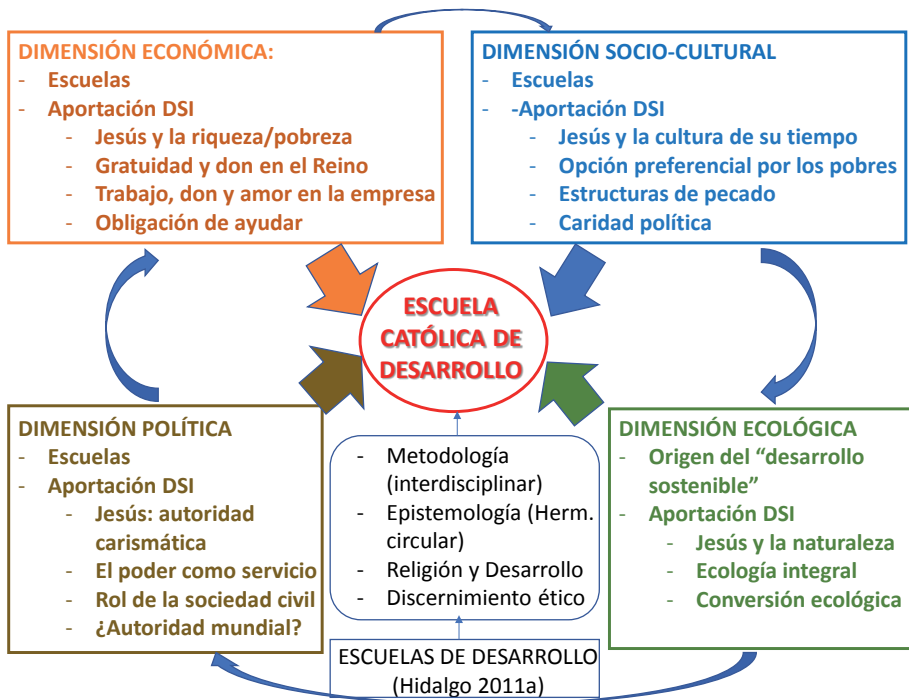 DIMENSIÓN ECONÓMICA:
- Escuelas
- Aportación DSI
- Jesús y la riqueza/pobreza
- Gratuidad y don en el Reino
- Trabajo, don y amor en la empresa
- Obligación de ayudar
DIMENSIÓN SOCIO-CULTURAL
- Escuelas
- -Aportación DSI
- Jesús y la cultura de su tiempo
- Opción preferencial por los pobres
- Estructuras de pecado
- Caridad política
ESCUELA
CATÓLICA DE
DESARROLLO
DIMENSIÓN POLÍTICA
- Escuelas
- Aportación DSI
- Jesús: autoridad
carismática
- El poder como servicio
- Rol de la sociedad civil
- ¿Autoridad mundial?
- Metodología
(interdisciplinar)
- Epistemología (Herm.
circular)
- Religión y Desarrollo
- Discernimiento ético
ESCUELAS DE DESARROLLO
(Hidalgo 2011a)
DIMENSIÓN ECOLÓGICA
- Origen del “desarrollo
sostenible”
- Aportación DSI
- Jesús y la naturaleza
- Ecología integral
- Conversión ecológica